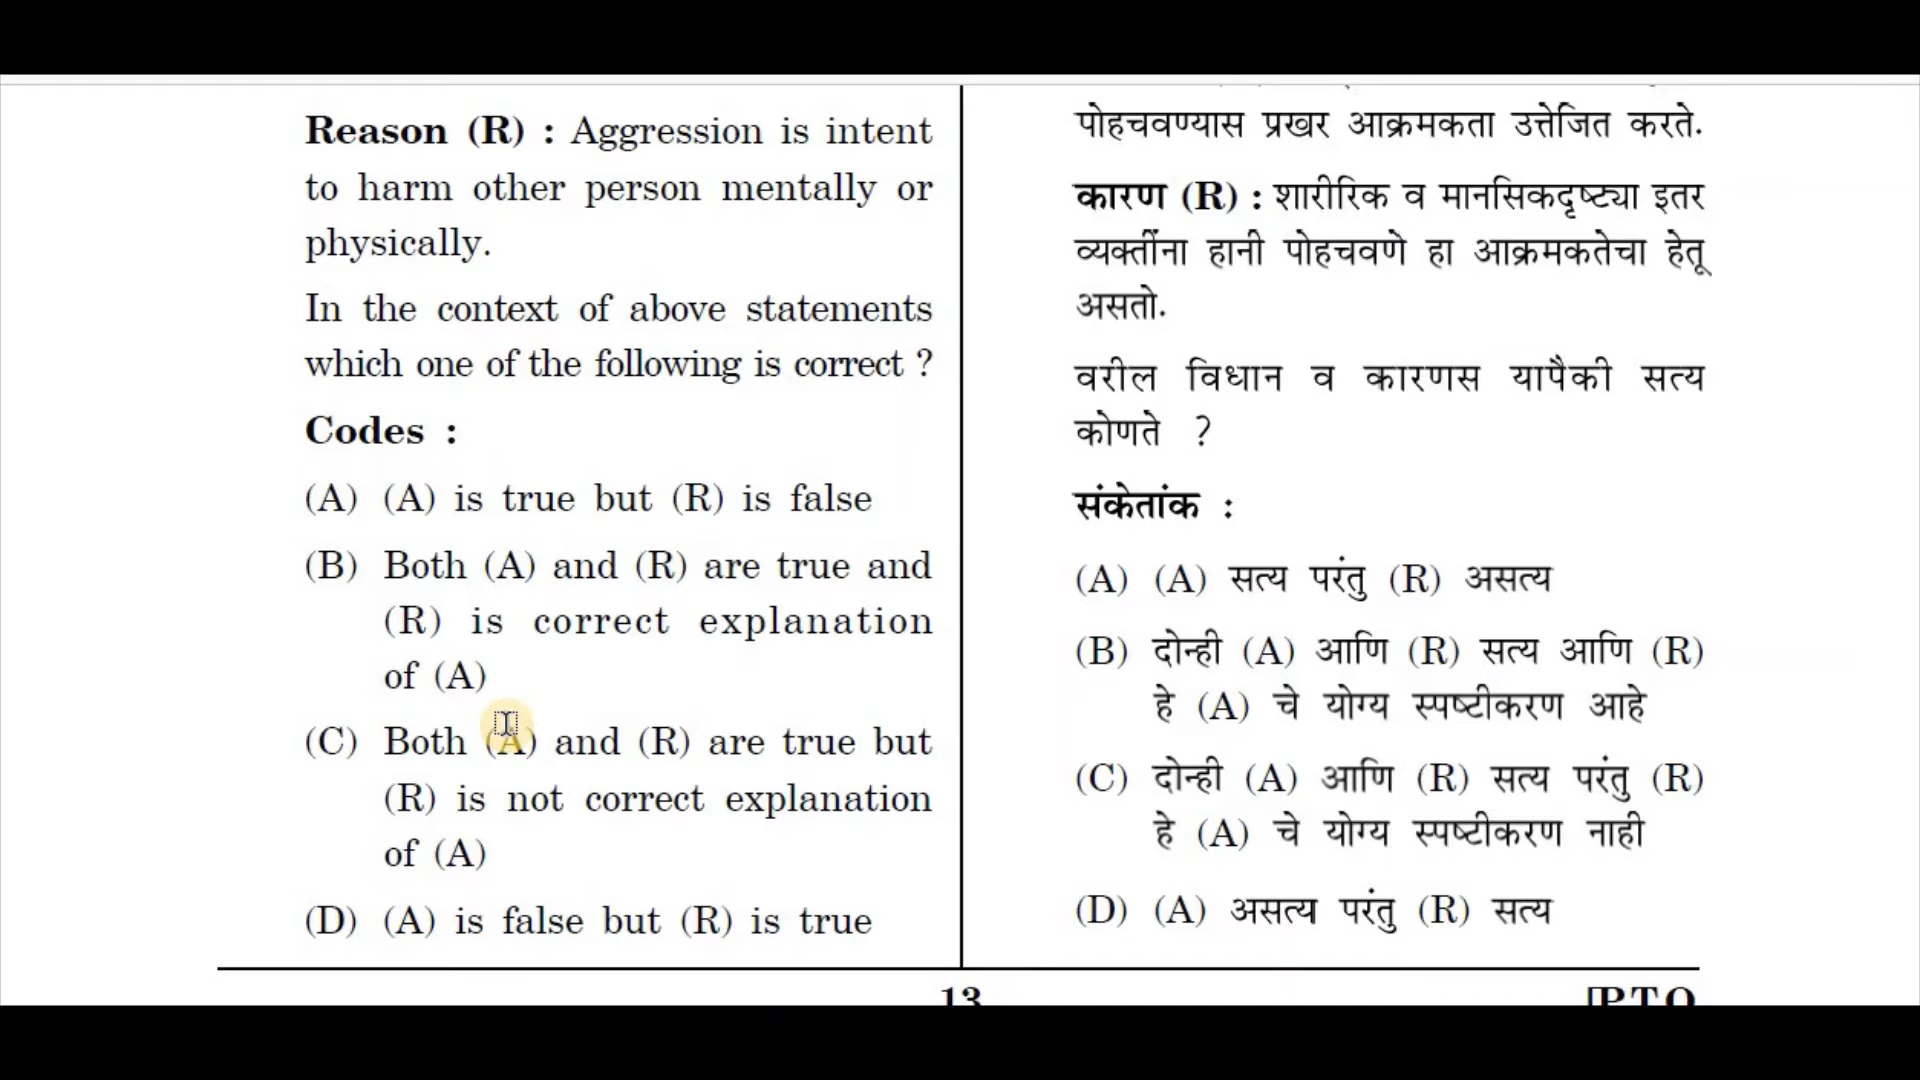 Reason (R) : Aggression is intent
to harm other person mentally or
physically.
In the context of above statements
which one of the following is correct ?
Codes :
(A) (A) is true but (R) is false
(B) Both (A) and (R) are true and
(R) is correct explanation
of (A)
(C) Both (A) and (R) are true but
(R) is not correct explanation
of (A)
(D) (A) is false but (R) is true
पोहचवण्यास प्रखर आक्रमकता उत्तेजित करते.
कारण (R) : शारीरिक व मानसिकदृष्ट्या इतर
व्यक्तींना हानी पोहचवणे हा आक्रमकतेचा हेतू
असतो.
वरील विधान व कारणस यापैकी सत्य
कोणते ?
संकेतांक :
(A) (A) सत्य परंतु (R) असत्य
(B) दोन्ही (A) आणि (R) सत्य आणि (R)
हे (A) चे योग्य स्पष्टीकरण आहे
(C) दोन्ही (A) आणि (R) सत्य परंतु (R)
हे (A) चे योग्य स्पष्टीकरण नाही
(D) (A) असत्य परंतु (R) सत्य
13
[P.T.O